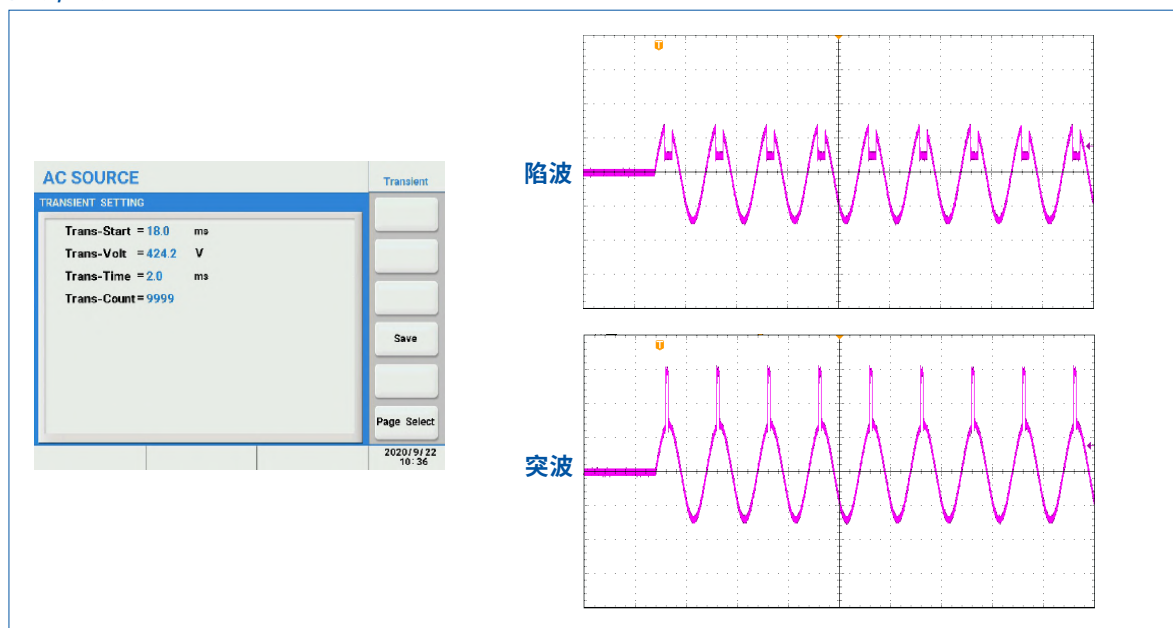 AC SOURCE
Transient
TRANSIENT SETTING
Trans-Start = 18.0 ms
Trans-Volt = 424.2 V
Trans-Time = 2.0 ms
Trans-Count = 9999
Save
Page Select
2020/9/22
10:36
T
陷波
T
突波